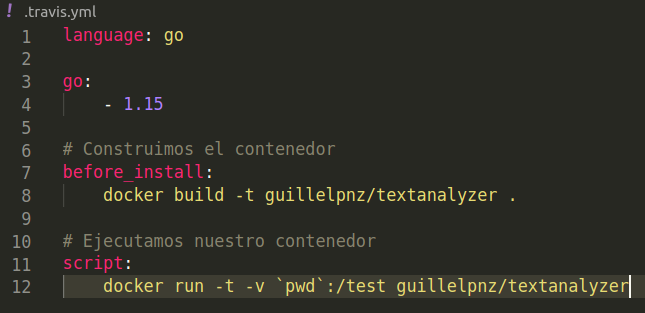 ! .travis.yml
1 language: go
2
3 go:
4 - 1.15
5
6 # Construimos el contenedor
7 before_install:
8 docker build -t guillelpnz/textanalyzer .
9
10 # Ejecutamos nuestro contenedor
11 script:
12 docker run -t -v `pwd`:/test guillelpnz/textanalyzer